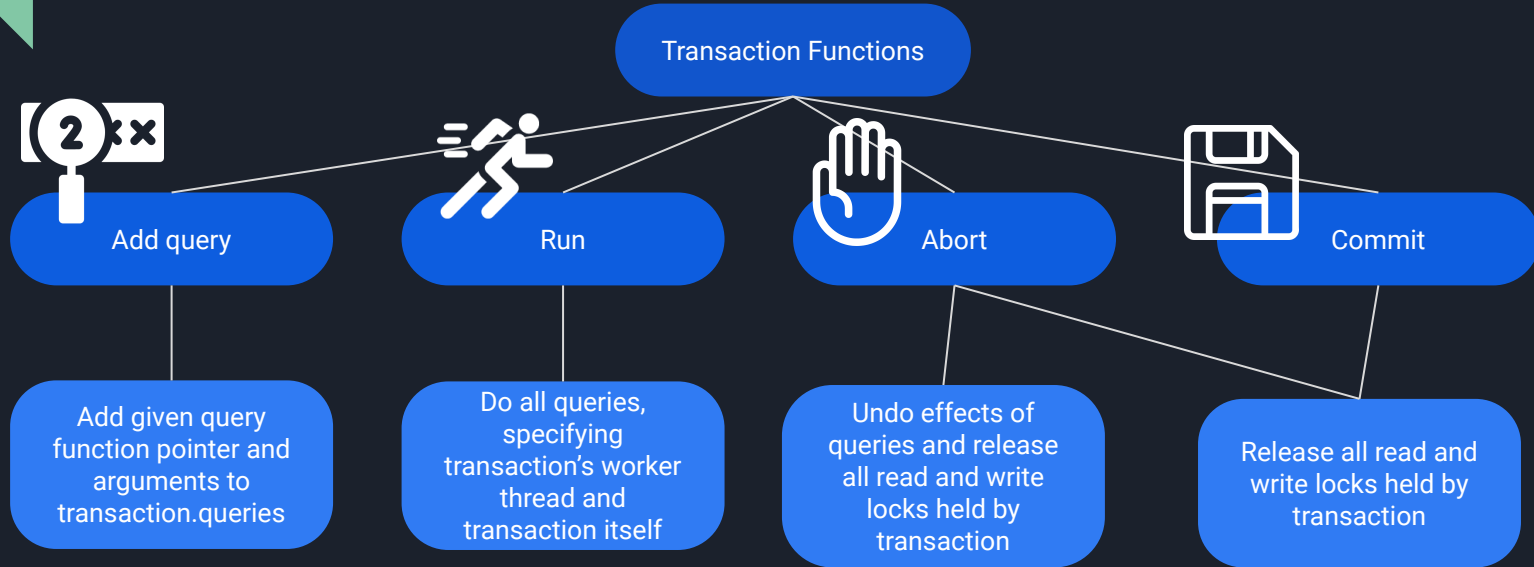 Transaction Functions
2 xx
Add query
Run
Abort
Commit
Add given query
function pointer and
arguments to
transaction.queries
Do all queries,
specifying
transaction’s worker
thread and
transaction itself
Undo effects of
queries and release
all read and write
locks held by
transaction
Release all read and
write locks held by
transaction